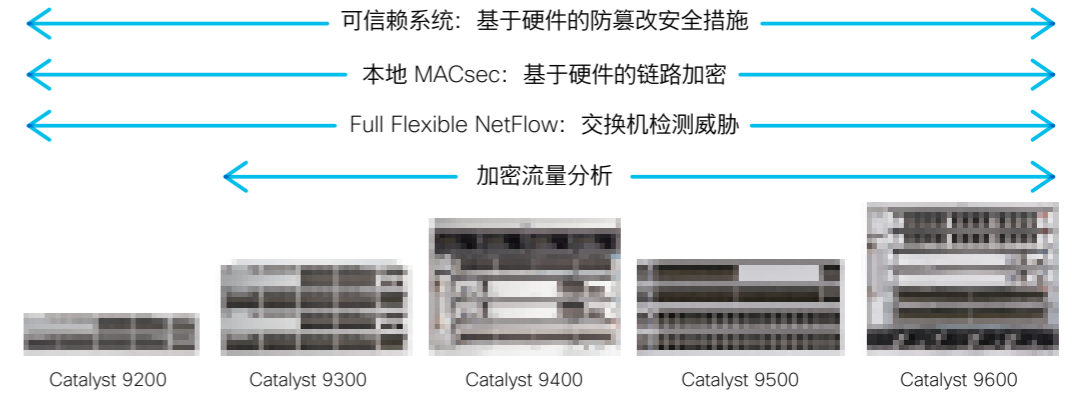 可信赖系统：基于硬件的防篡改安全措施
本地 MACsec：基于硬件的链路加密
Full Flexible NetFlow：交换机检测威胁
加密流量分析
Catalyst 9200
Catalyst 9300
Catalyst 9400
Catalyst 9500
Catalyst 9600